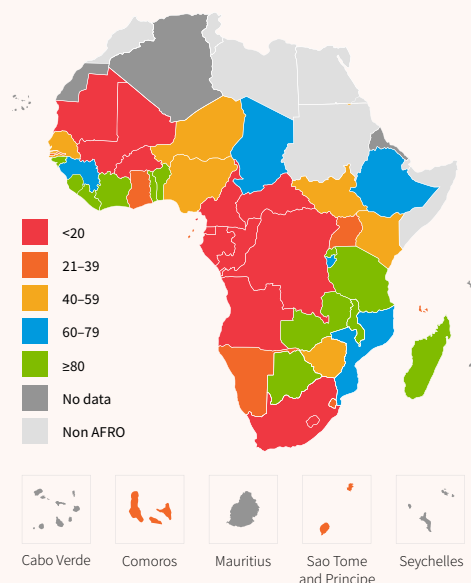 <20
21–39
40–59
60–79
≥80
No data
Non AFRO
Cabo Verde
Comoros
Mauritius
Sao Tome
and Principe
Seychelles